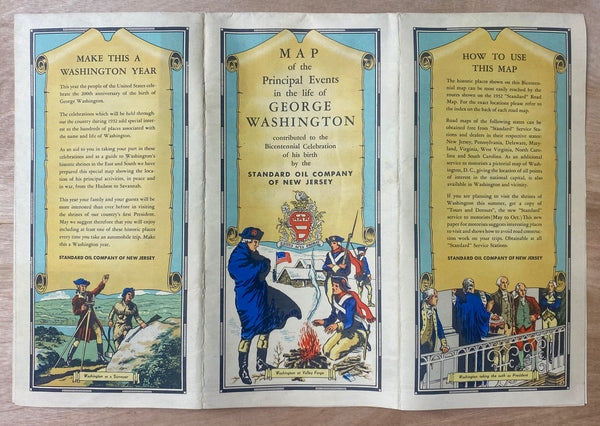 MAKE THIS A
WASHINGTON YEAR
This year the people of the United States cele-
brate the 200th anniversary of the birth of
George Washington.
The celebrations which will be held through-
out the country during 1932 add special inter-
est to the hundreds of places associated with
the name and life of Washington.
As an aid to you in taking your part in these
celebrations and as a guide to Washington's
historic shrines in the East and South we have
prepared this special map showing the loca-
tion of his principal activities, in peace and
in war, from the Hudson to Savannah.
This year your family and your guests will be
more interested than ever before in visiting
the shrines of our country's first President.
May we suggest therefore that you will enjoy
including at least one of these historic places
every time you take an automobile trip. Make
this a Washington year.
STANDARD OIL COMPANY OF NEW JERSEY
Washington as a Surveyor
MAP
of the
Principal Events
in the life of
GEORGE
WASHINGTON
contributed to the
Bicentennial Celebration
of his birth
by the
STANDARD OIL COMPANY
OF NEW JERSEY
Washington at Valley Forge
HOW TO USE
THIS MAP
The historic places shown on this Bicenten-
nial map can be most easily reached by the
routes shown on the 1932 "Standard" Road
Map. For the exact locations please refer to
the index on the back of each road map.
Road maps of the following states can be
obtained free from "Standard" Service Sta-
tions and dealers in their respective states:
New Jersey, Pennsylvania, Delaware, Mary-
land, Virginia, West Virginia, North Caro-
lina and South Carolina. As an additional
service to motorists a pictorial map of Wash-
ington, D. C., giving the location of all points
of interest in the national capital, is also
available in Washington and vicinity.
If you are planning to visit the shrines of
Washington this summer, get a copy of
"Tours and Detours", the new "Standard"
service to motorists (May to Oct.) This news-
paper for motorists suggests interesting places
to visit and shows how to avoid road construc-
tion work on your trips. Obtainable at all
"Standard" Service Stations.
STANDARD OIL COMPANY OF NEW JERSEY
Washington taking the oath as President